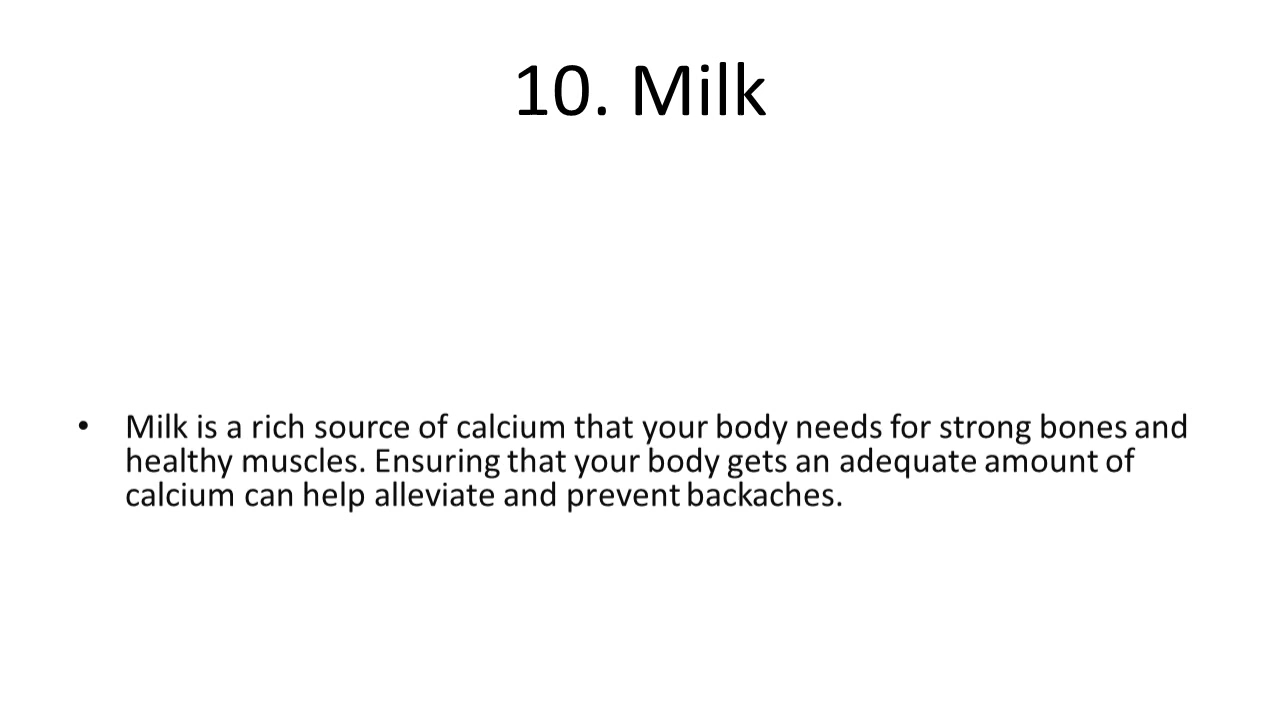 10. Milk
• Milk is a rich source of calcium that your body needs for strong bones and
healthy muscles. Ensuring that your body gets an adequate amount of
calcium can help alleviate and prevent backaches.